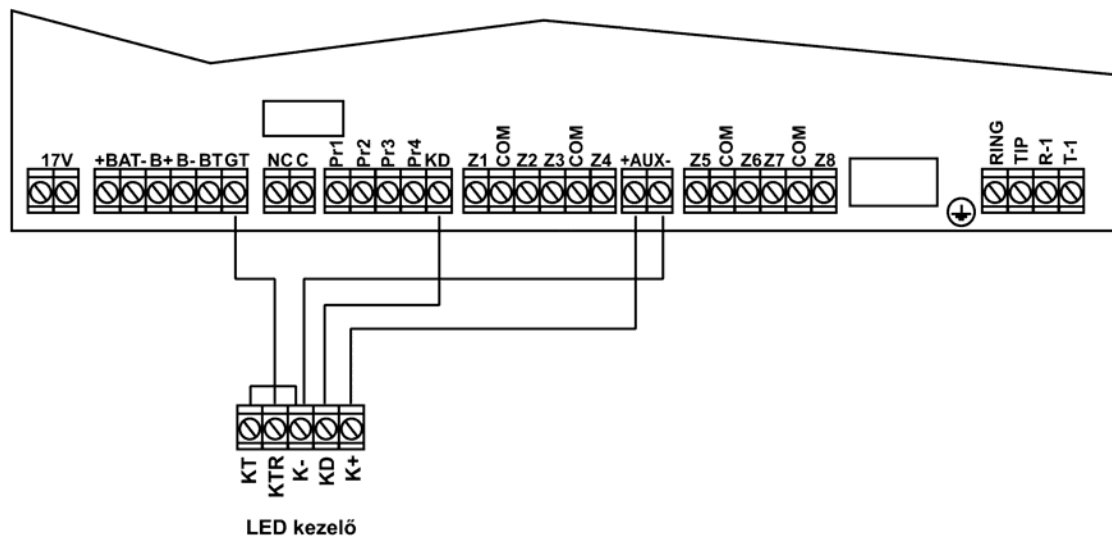 17V +BAT- B+ B- BT GT NC C Pr1 Pr2 Pr3 Pr4 KD Z1 COM Z2 Z3 COM Z4 +AUX- Z5 COM Z6 Z7 COM Z8 RING TIP R-1 T-1
KT KTR K- KD K+
LED kezelő